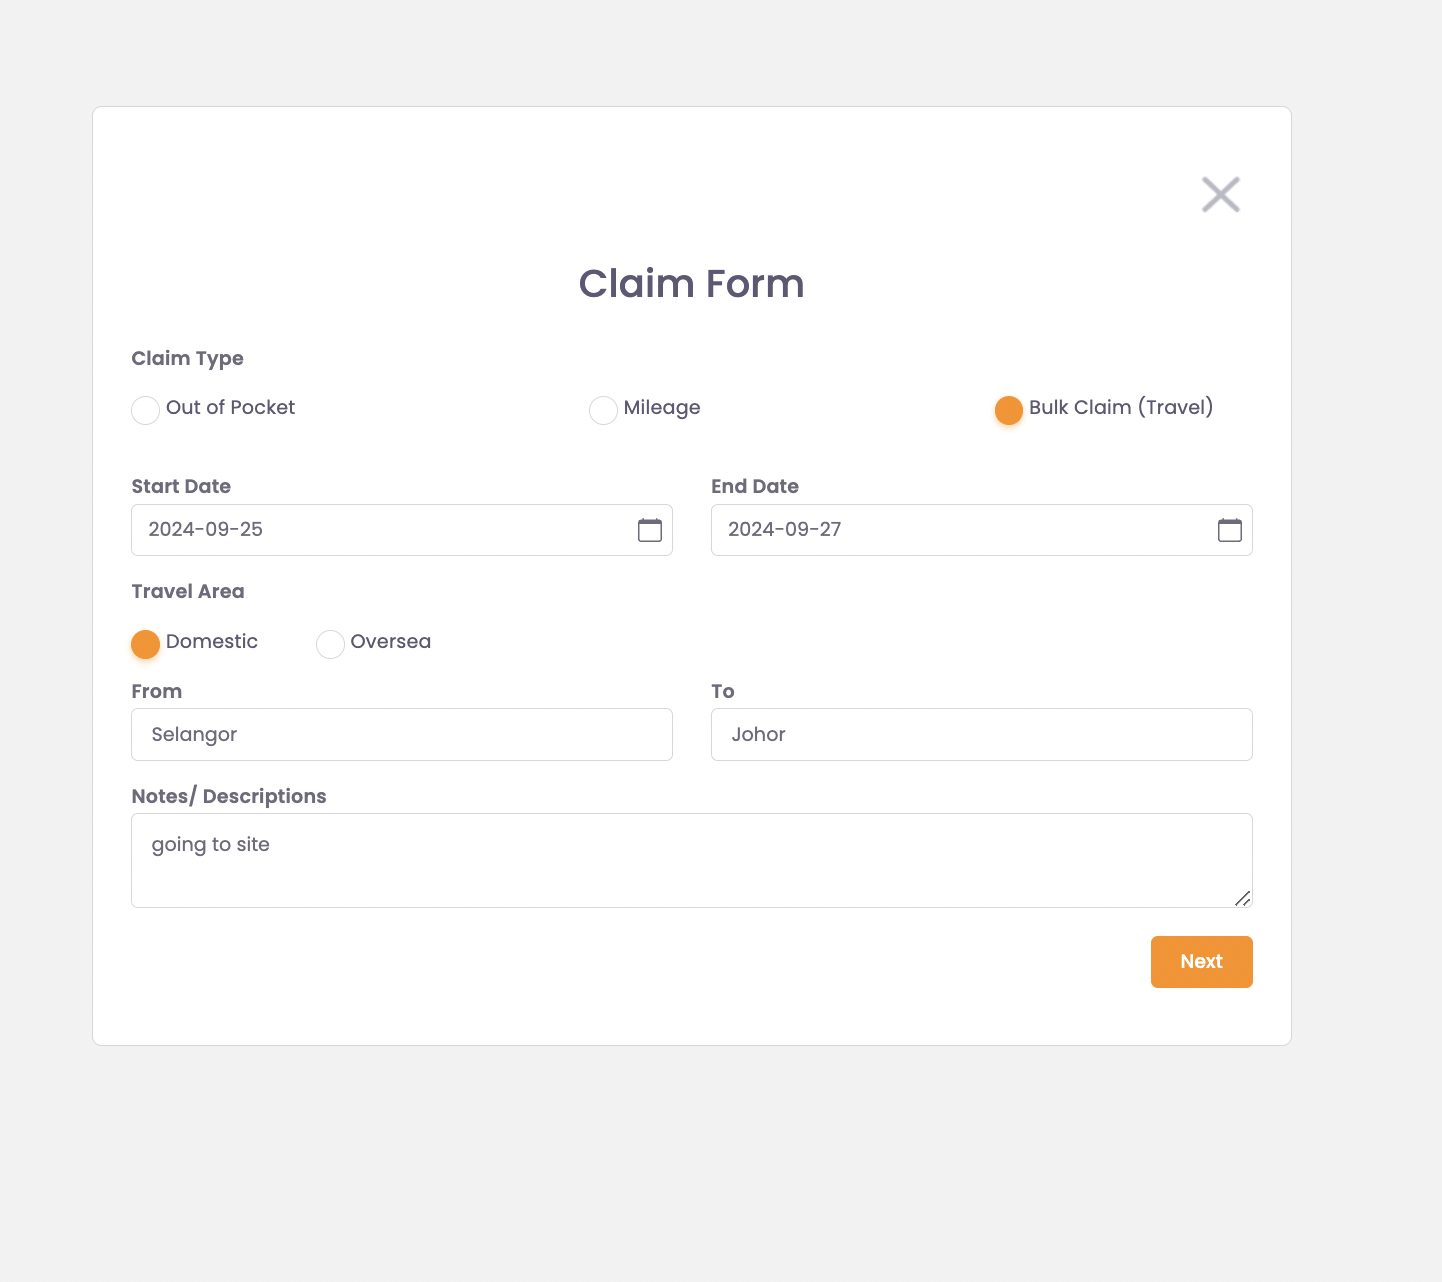 Claim Form
Claim Type
Out of Pocket Mileage Bulk Claim (Travel)
Start Date End Date
2024-09-25 2024-09-27
Travel Area
Domestic Oversea
From To
Selangor Johor
Notes/ Descriptions
going to site
Next